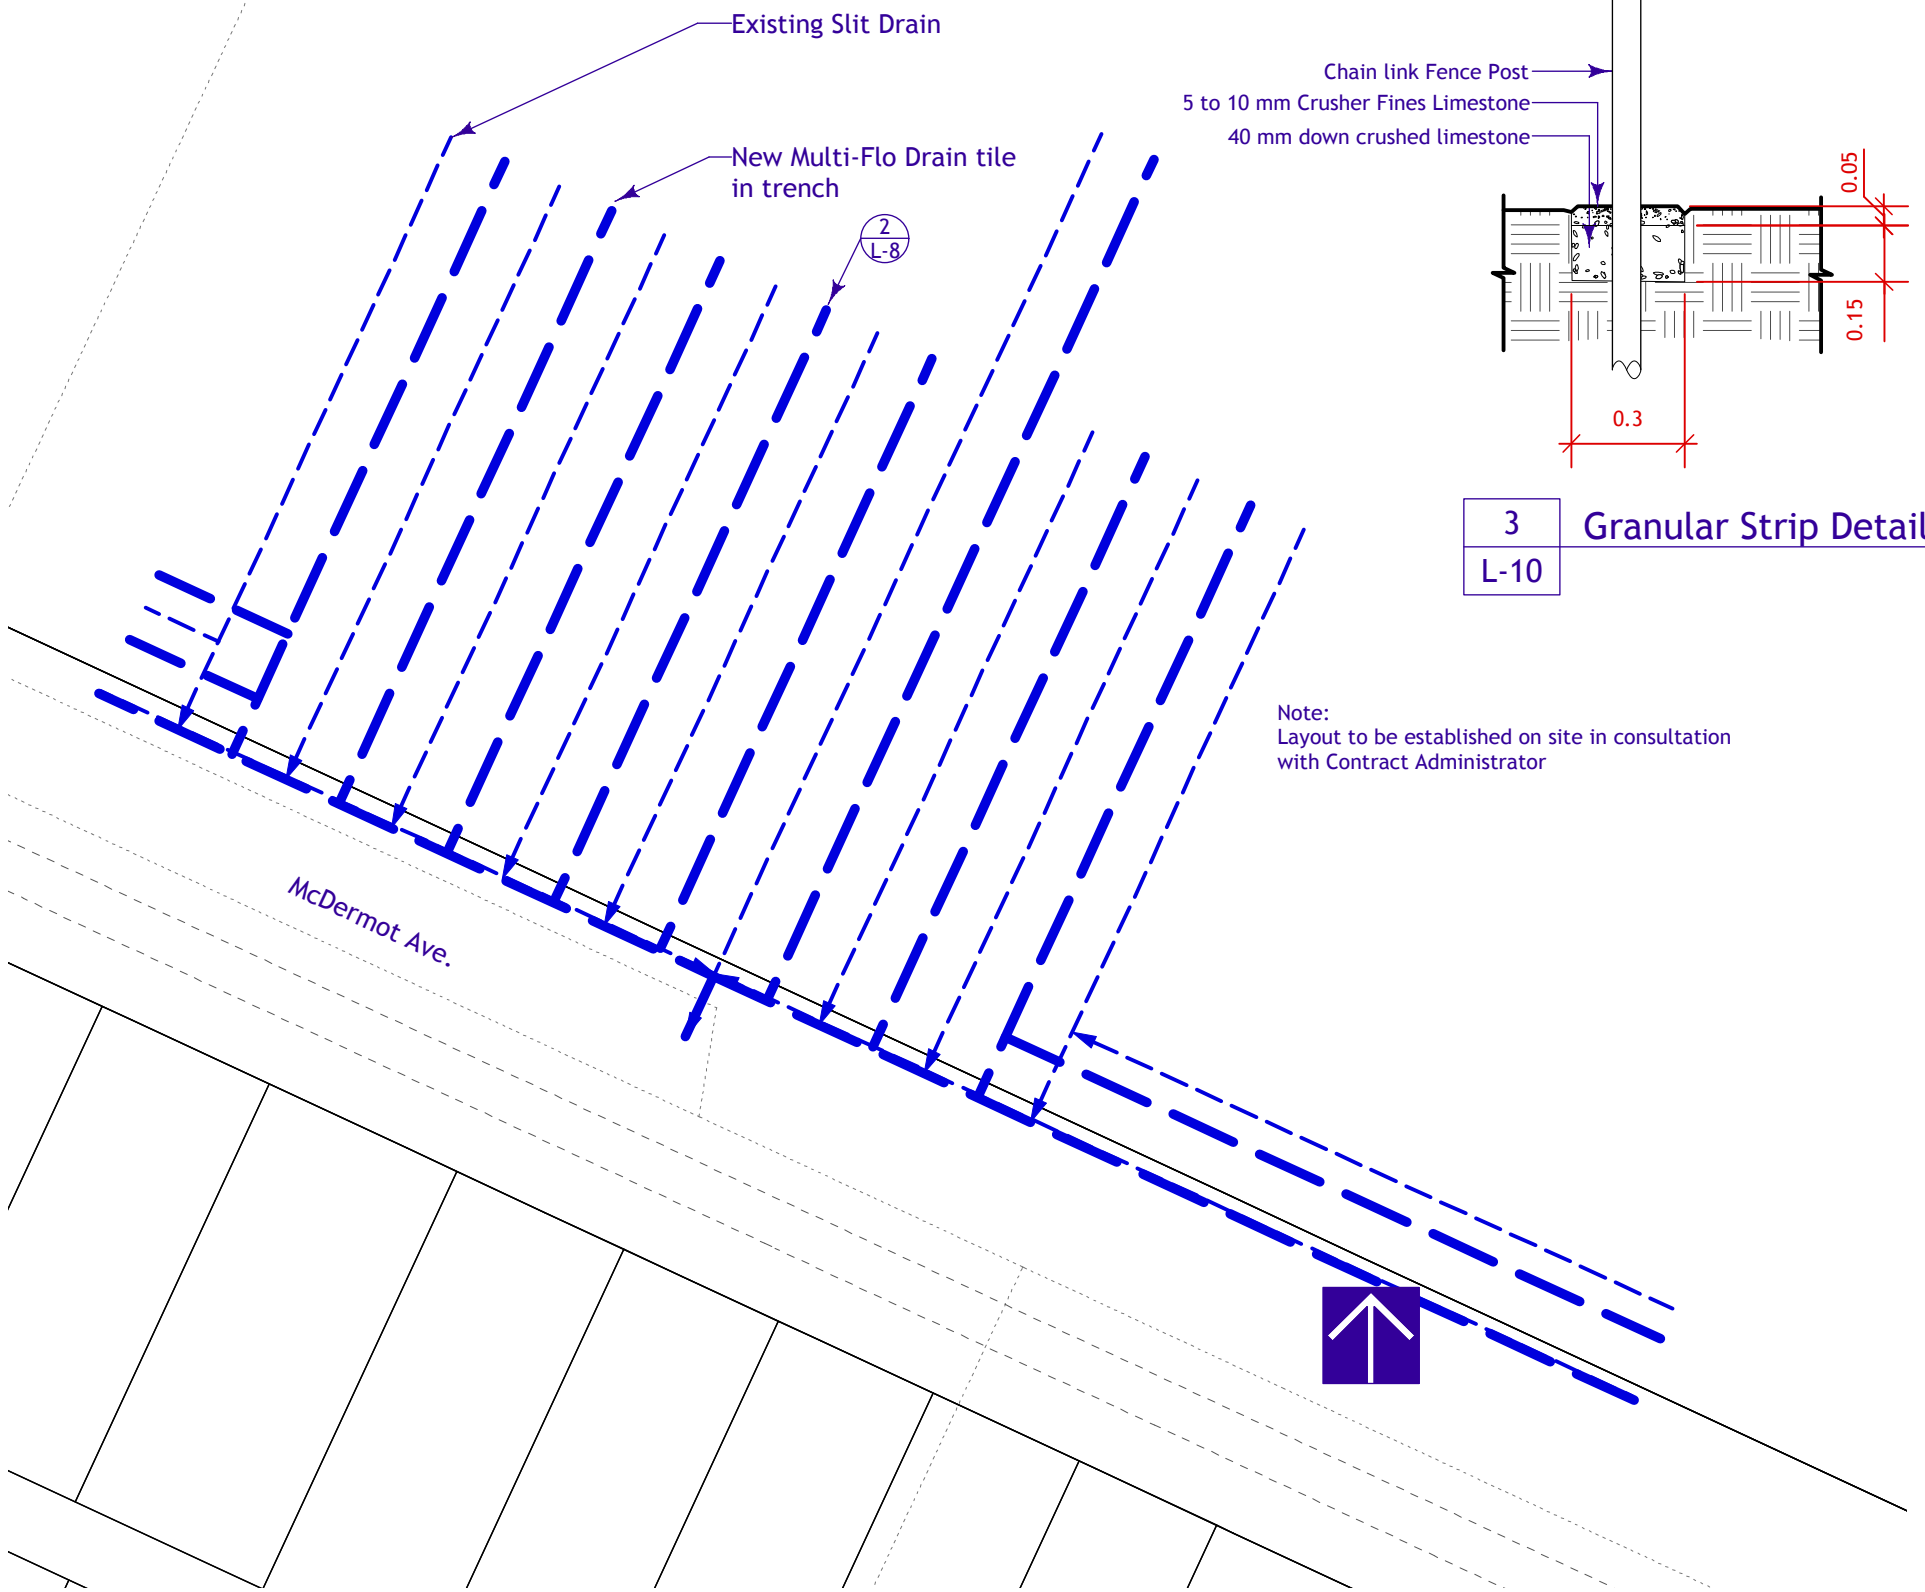 Existing Slit Drain
New Multi-Flo Drain tile
in trench
2
L-8
Chain link Fence Post
5 to 10 mm Crusher Fines Limestone
40 mm down crushed limestone
0.05
0.15
0.3
3
L-10
Granular Strip Detail
Note:
Layout to be established on site in consultation
with Contract Administrator
McDermot Ave.